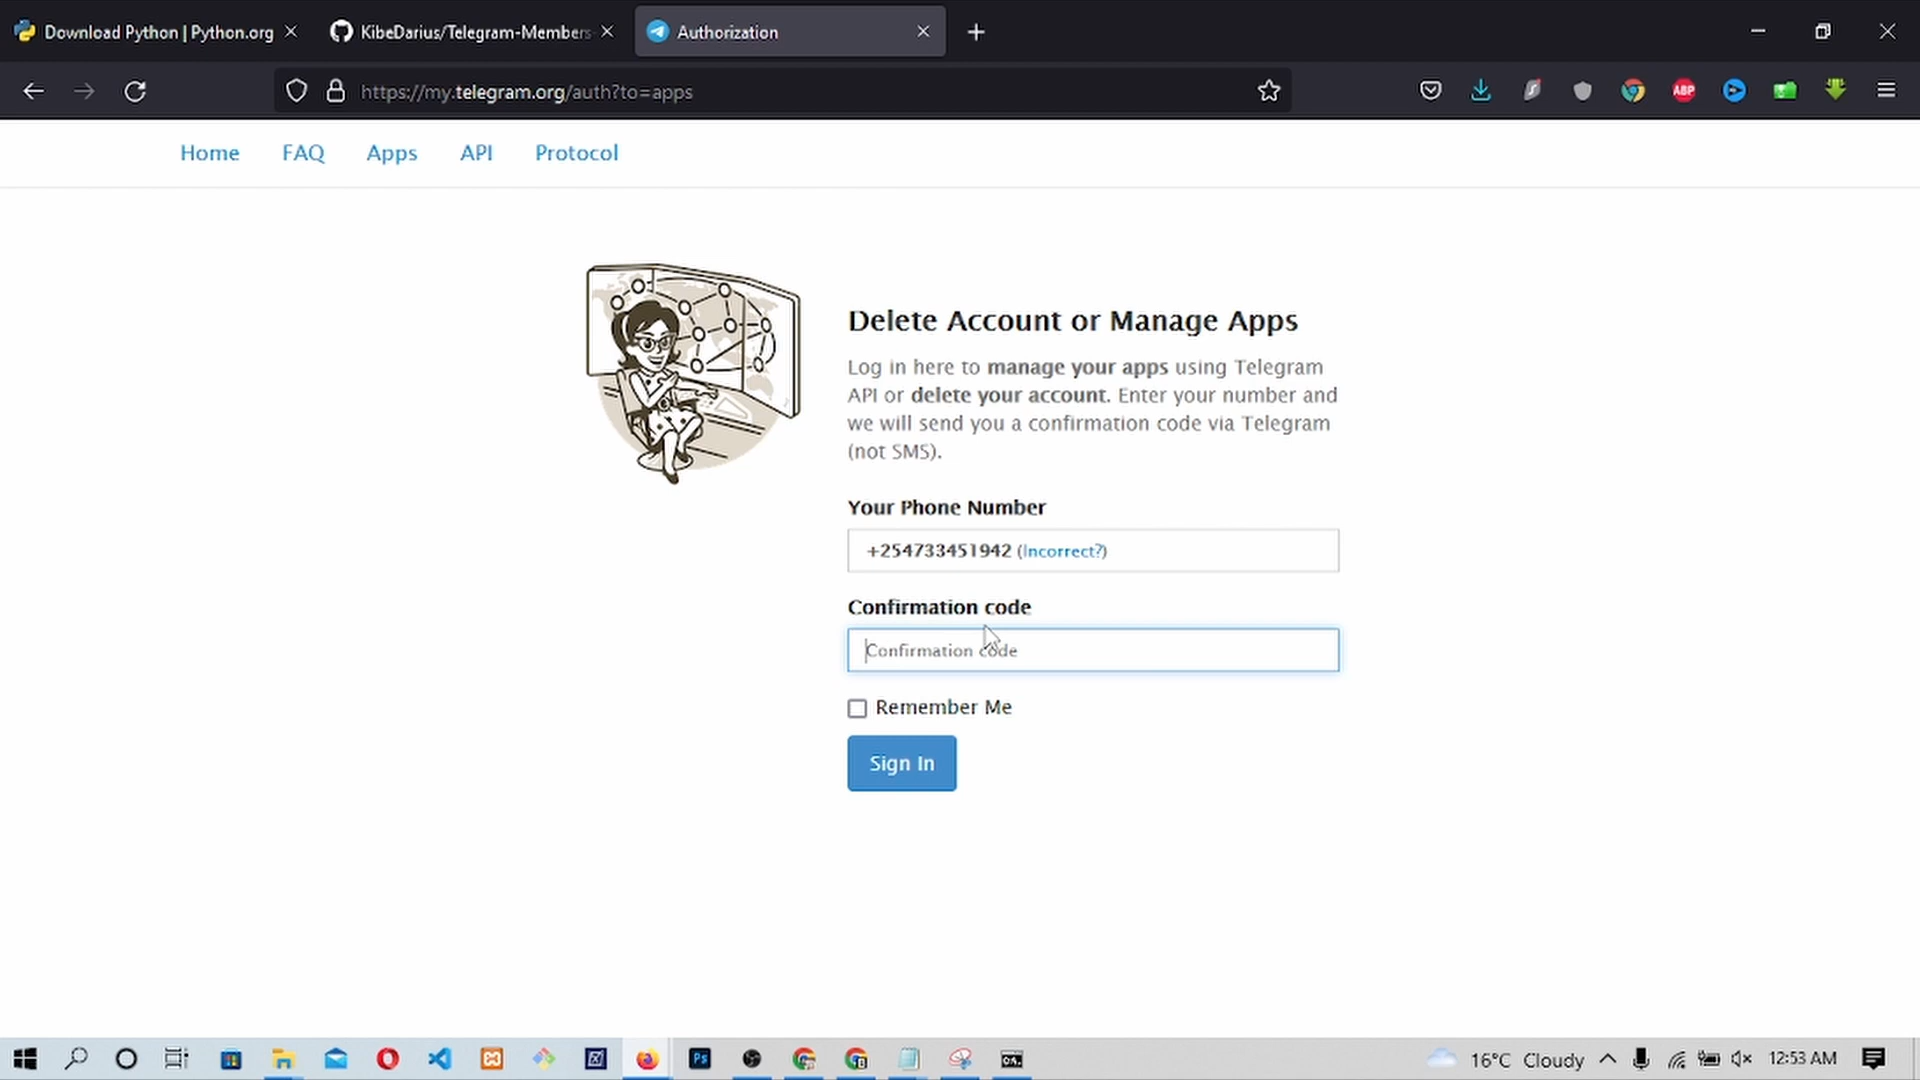 Download Python | Python.org
KibeDarius/Telegram-Members
Authorization
https://my.telegram.org/auth?to=apps
ABP
Home
FAQ
Apps
API
Protocol
Delete Account or Manage Apps
Log in here to manage your apps using Telegram
API or delete your account. Enter your number and
we will send you a confirmation code via Telegram
(not SMS).
Your Phone Number
+254733451942 (Incorrect?)
Confirmation code
Confirmation code
Remember Me
Sign In
Ps
16°C Cloudy
12:53 AM